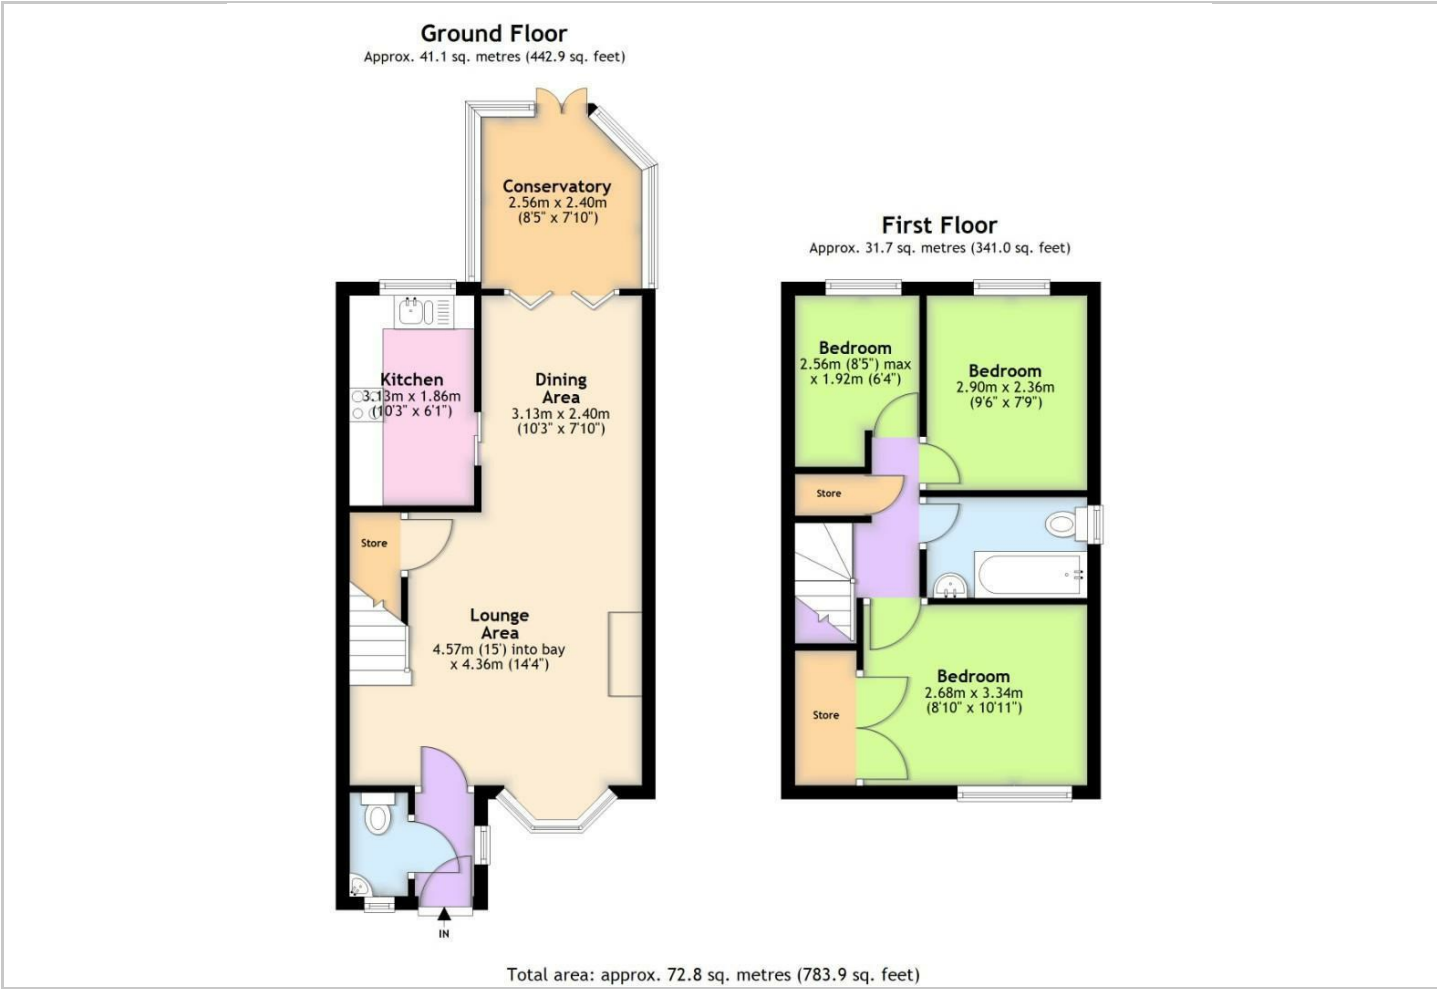 Ground Floor
Approx. 41.1 sq. metres (442.9 sq. feet)
Conservatory
2.56m x 2.40m
(8'5" x 7'10")
Kitchen
3.13m x 1.86m
(10'3" x 6'1")
Dining
Area
3.13m x 2.40m
(10'3" x 7'10")
Store
Lounge
Area
4.57m (15') into bay
x 4.36m (14'4")
IN
First Floor
Approx. 31.7 sq. metres (341.0 sq. feet)
Bedroom
2.56m (8'5") max
x 1.92m (6'4")
Bedroom
2.90m x 2.36m
(9'6" x 7'9")
Store
Bedroom
2.68m x 3.34m
(8'10" x 10'11")
Store
Total area: approx. 72.8 sq. metres (783.9 sq. feet)